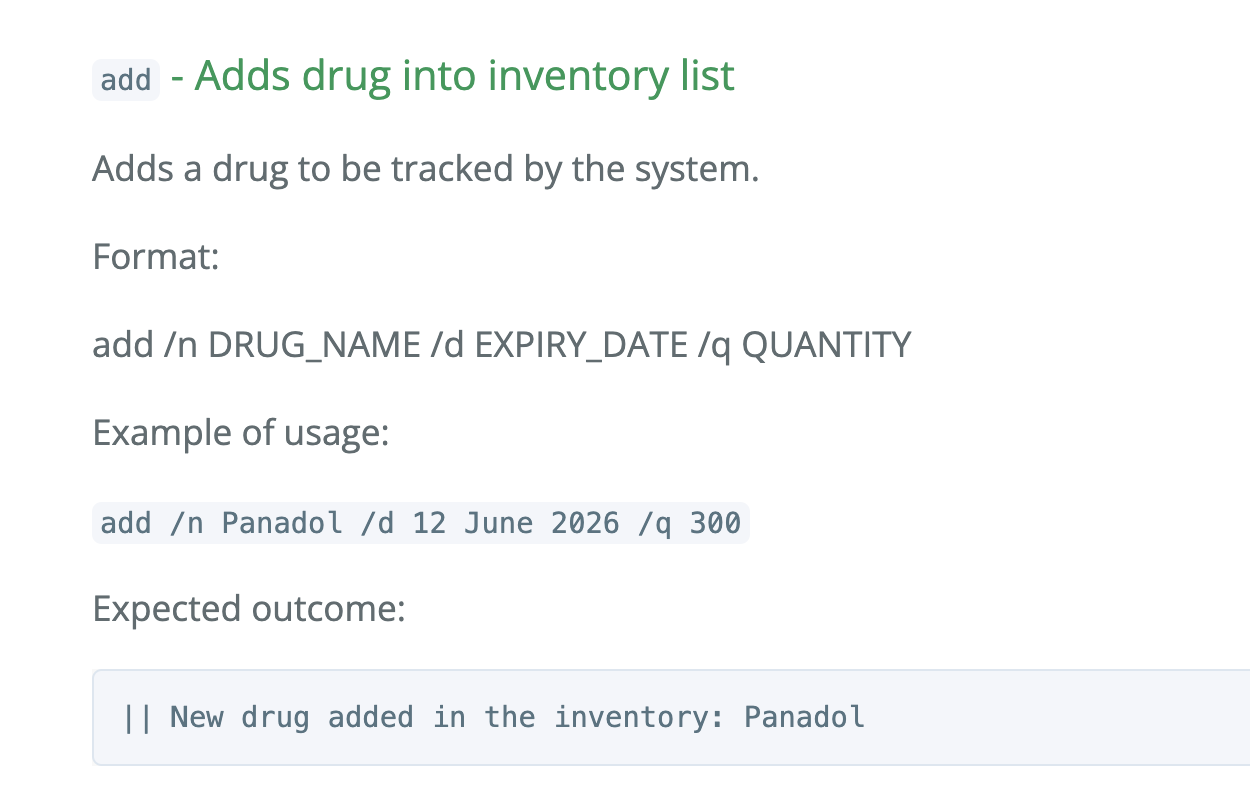 add - Adds drug into inventory list
Adds a drug to be tracked by the system.
Format:
add /n DRUG_NAME /d EXPIRY_DATE /q QUANTITY
Example of usage:
add /n Panadol /d 12 June 2026 /q 300
Expected outcome:
|| New drug added in the inventory: Panadol